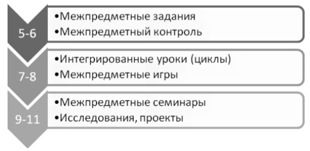 5-6
•Межпредметные задания
•Межпредметный контроль
7-8
•Интегрированные уроки (циклы)
•Межпредметные игры
9-11
•Межпредметные семинары
•Исследования, проекты